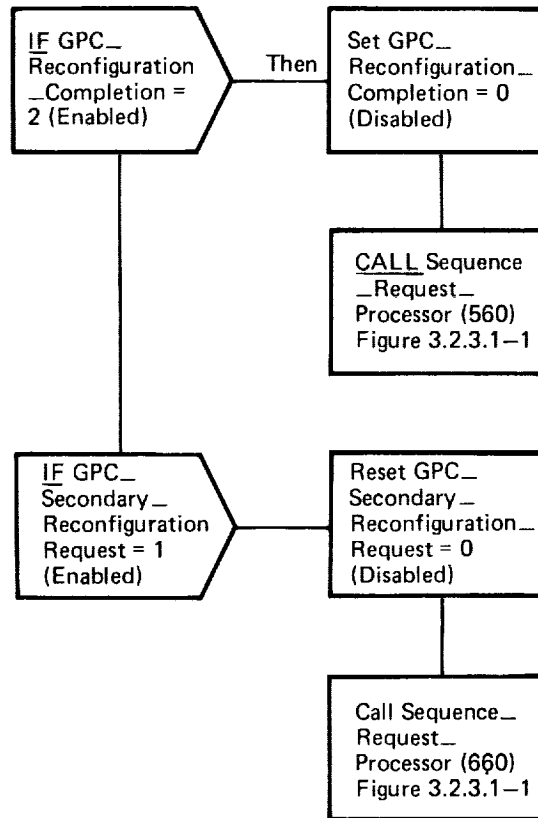 IF GPC_
Reconfiguration
_Completion =
2 (Enabled)
Then
Set GPC_
Reconfiguration_
Completion = 0
(Disabled)
CALL Sequence
_Request_
Processor (560)
Figure 3.2.3.1-1
IF GPC_
Secondary_
Reconfiguration
Request = 1
(Enabled)
Reset GPC_
Secondary_
Reconfiguration_
Request = 0
(Disabled)
Call Sequence_
Request_
Processor (660)
Figure 3.2.3.1-1